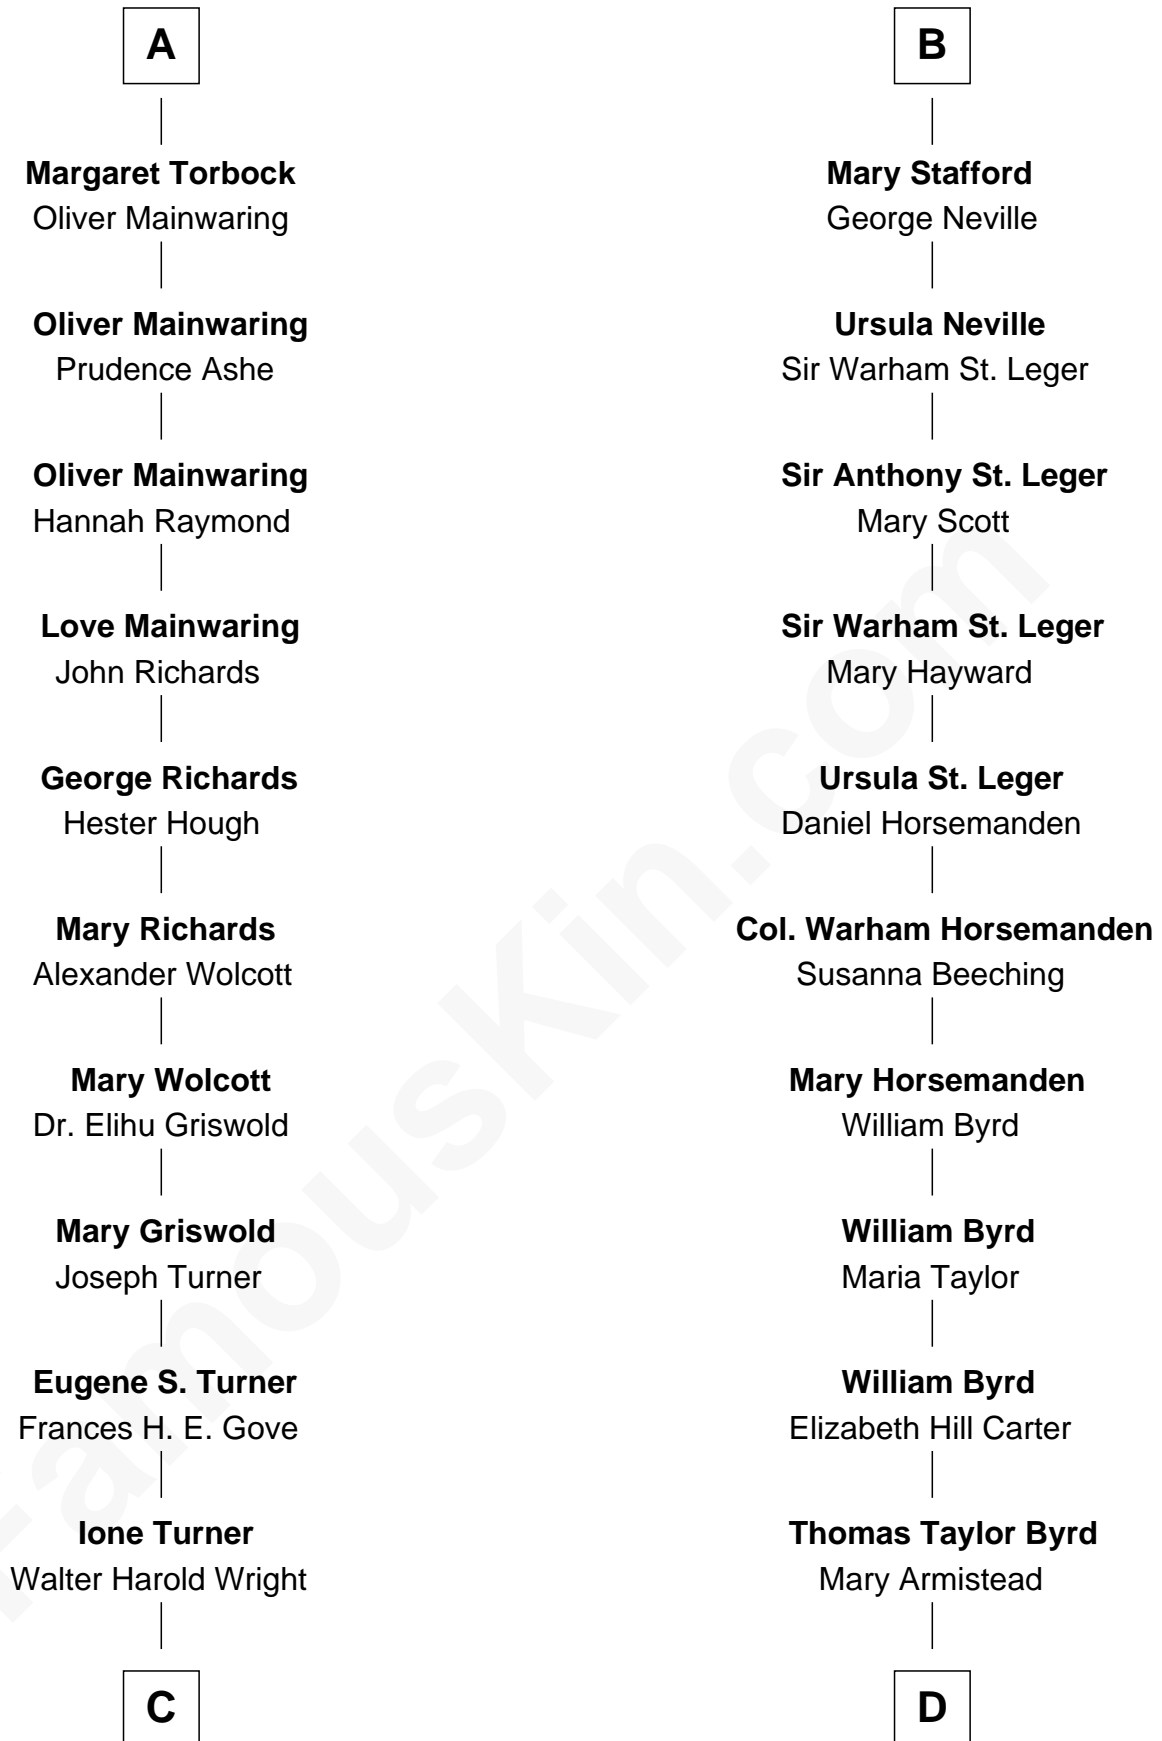 A
Margaret Torbock
Oliver Mainwaring
Oliver Mainwaring
Prudence Ashe
Oliver Mainwaring
Hannah Raymond
Love Mainwaring
John Richards
George Richards
Hester Hough
Mary Richards
Alexander Wolcott
Mary Wolcott
Dr. Elihu Griswold
Mary Griswold
Joseph Turner
Eugene S. Turner
Frances H. E. Gove
Ione Turner
Walter Harold Wright
C
B
Mary Stafford
George Neville
Ursula Neville
Sir Warham St. Leger
Sir Anthony St. Leger
Mary Scott
Sir Warham St. Leger
Mary Hayward
Ursula St. Leger
Daniel Horsemanden
Col. Warham Horsemanden
Susanna Beeching
Mary Horsemanden
William Byrd
William Byrd
Maria Taylor
William Byrd
Elizabeth Hill Carter
Thomas Taylor Byrd
Mary Armistead
D
FamousKin.com